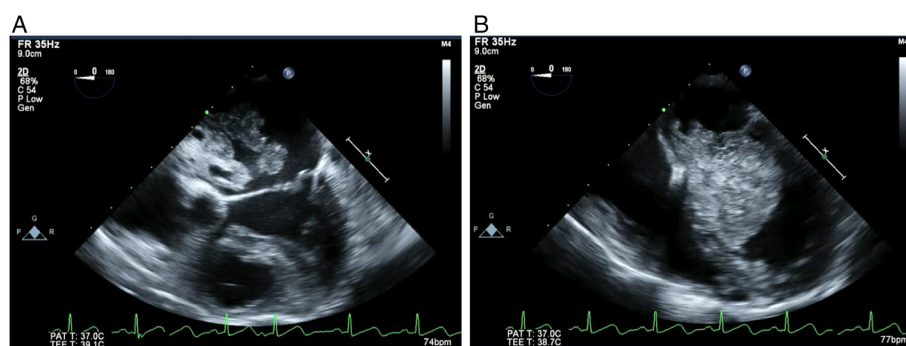 A
FR 35Hz
9.0cm
2D
68%
C 54
P Low
Gen
0 0 180
P
M4
X
G
P R
PAT T: 37.0C
TEE T: 39.1C
74bpm
B
FR 35Hz
9.0cm
2D
68%
C 54
P Low
Gen
0 0 180
P
M4
X
G
P R
PAT T: 37.0C
TEE T: 38.7C
77bpm